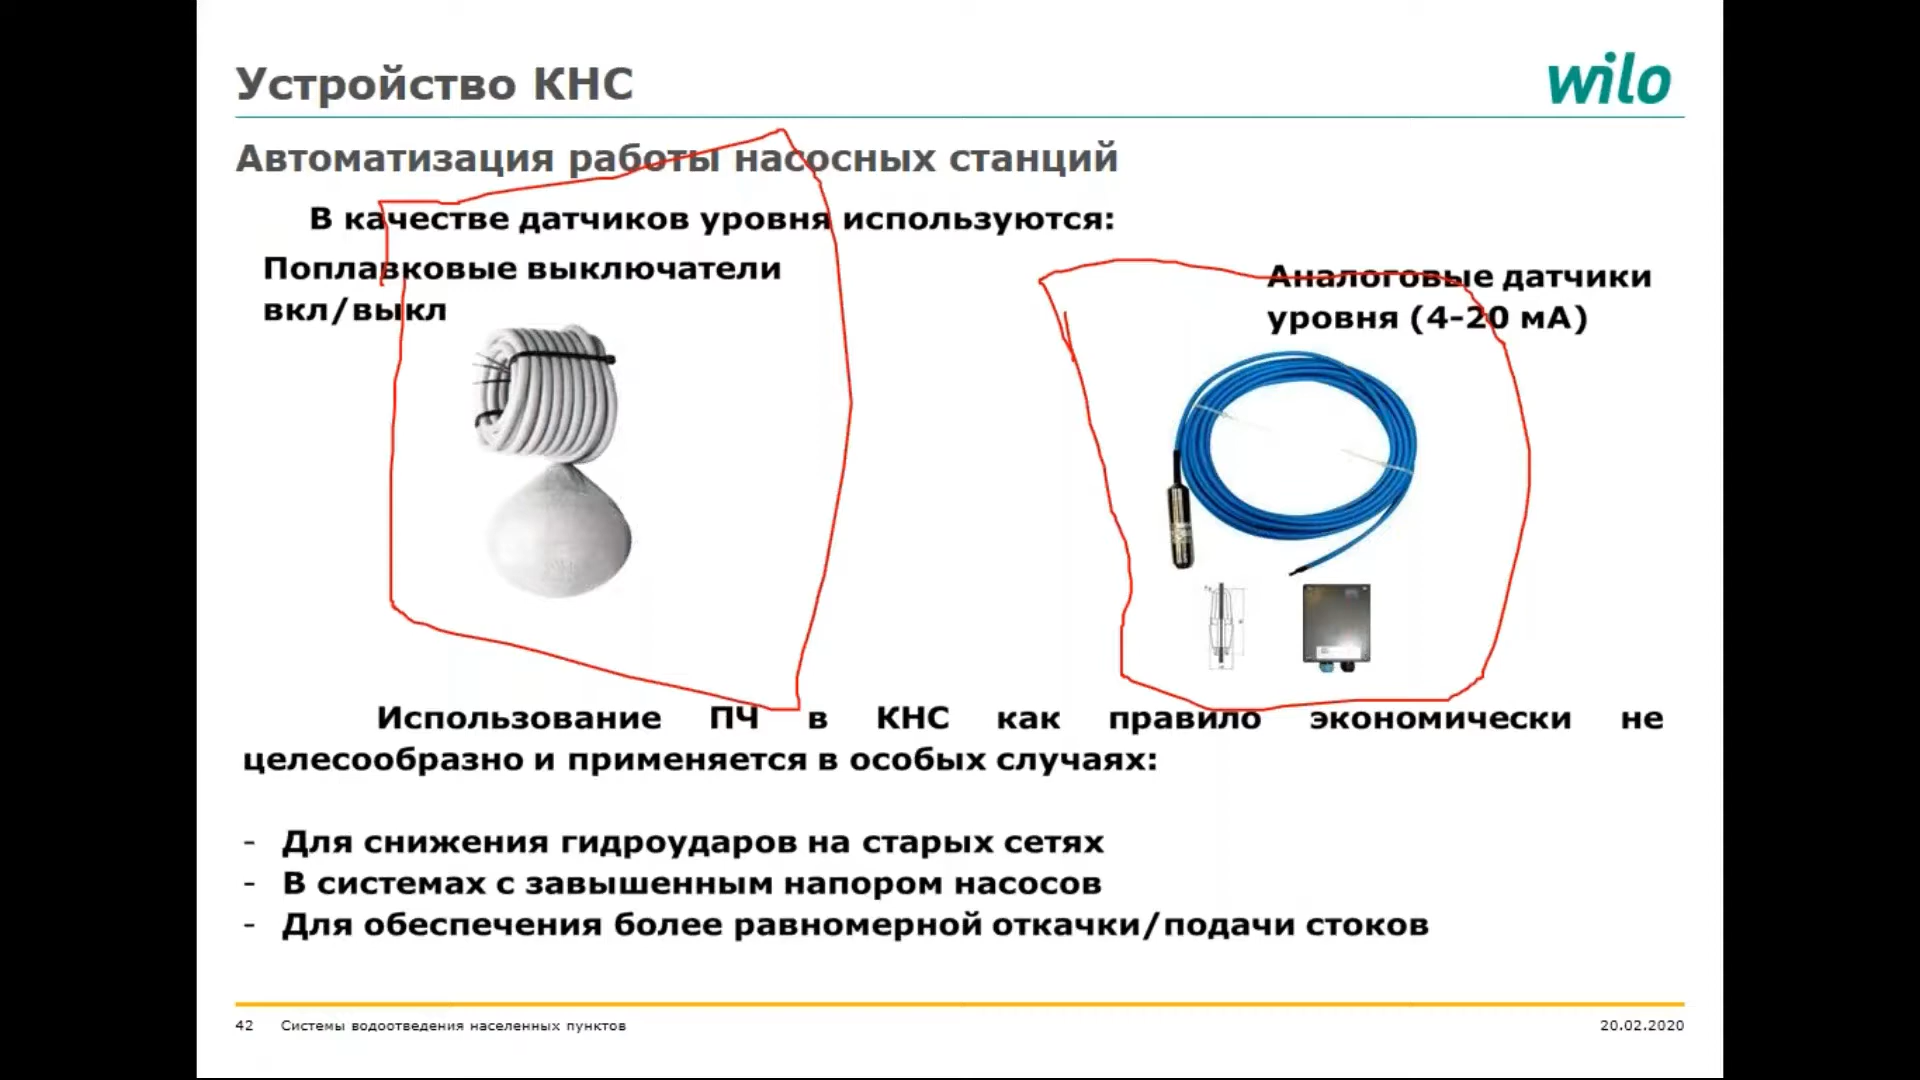 Устройство КНС
wilo
Автоматизация работы насосных станций
В качестве датчиков уровня используются:
Поплавковые выключатели
вкл/выкл
Аналоговые датчики
уровня (4-20 мА)
Использование ПЧ в КНС как правило экономически не
целесообразно и применяется в особых случаях:
- Для снижения гидроударов на старых сетях
- В системах с завышенным напором насосов
- Для обеспечения более равномерной откачки/подачи стоков
42 Системы водоотведения населенных пунктов
20.02.2020